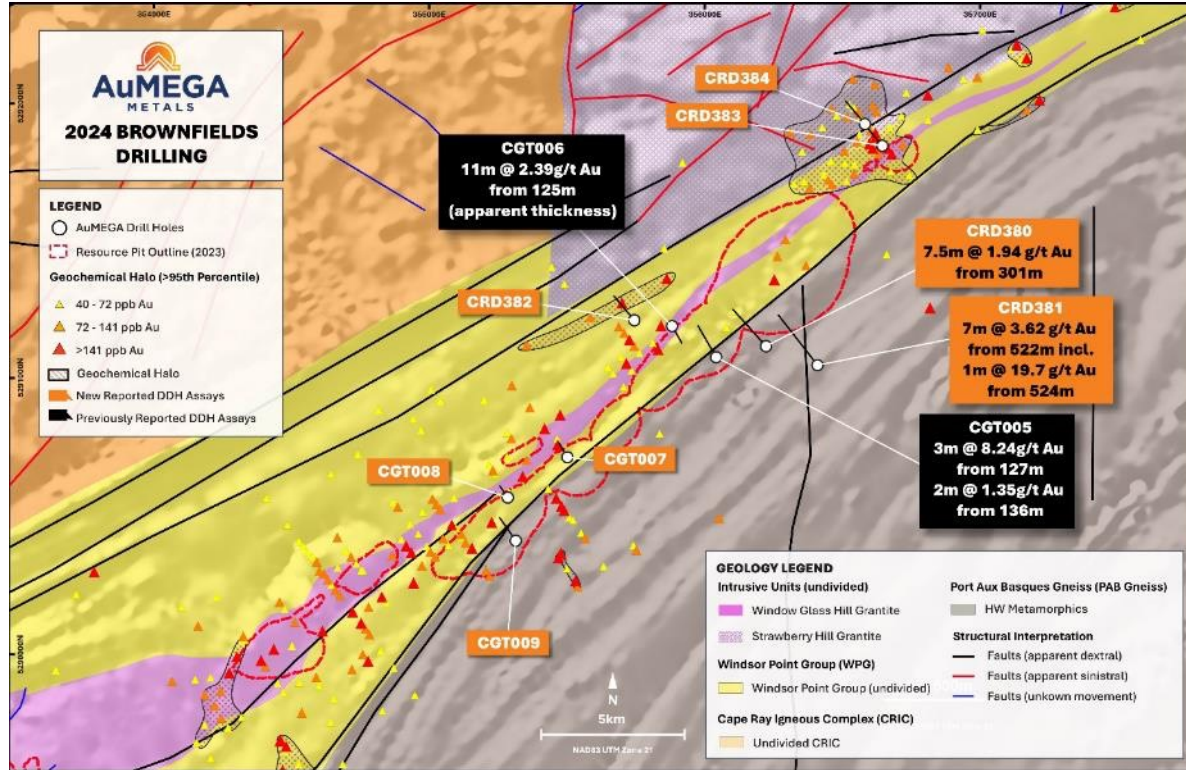 354000E
355000E
356000E
357000E
5292000N
5291000N
5290000N
AuMEGA
METALS
2024 BROWNFIELDS
DRILLING
LEGEND
AuMEGA Drill Holes
Resource Pit Outline (2023)
Geochemical Halo (>95th Percentile)
40 - 72 ppb Au
72 - 141 ppb Au
>141 ppb Au
Geochemical Halo
New Reported DDH Assays
Previously Reported DDH Assays
CRD384
CRD383
CGT006
11m @ 2.39g/t Au
from 125m
(apparent thickness)
CRD380
7.5m @ 1.94 g/t Au
from 301m
CRD382
CRD381
7m @ 3.62 g/t Au
from 522m incl.
1m @ 19.7 g/t Au
from 524m
CGT005
3m @ 8.24g/t Au
from 127m
2m @ 1.35g/t Au
from 136m
CGT008
CGT007
CGT009
N
5km
NAD83 UTM Zone 21
GEOLOGY LEGEND
Intrusive Units (undivided)
Window Glass Hill Grantite
Strawberry Hill Grantite
Windsor Point Group (WPG)
Windsor Point Group (undivided)
Cape Ray Igneous Complex (CRIC)
Undivided CRIC
Port Aux Basques Gneiss (PAB Gneiss)
HW Metamorphics
Structural Interpretation
Faults (apparent dextral)
Faults (apparent sinistral)
Faults (unkown movement)